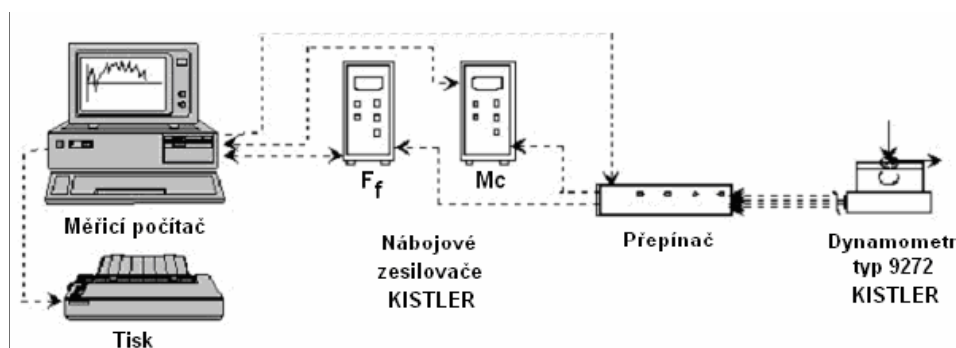 Ff
Mc
Měřicí počítač
Nábojové
zesilovače
KISTLER
Přepínač
Dynamometr
typ 9272
KISTLER
Tisk